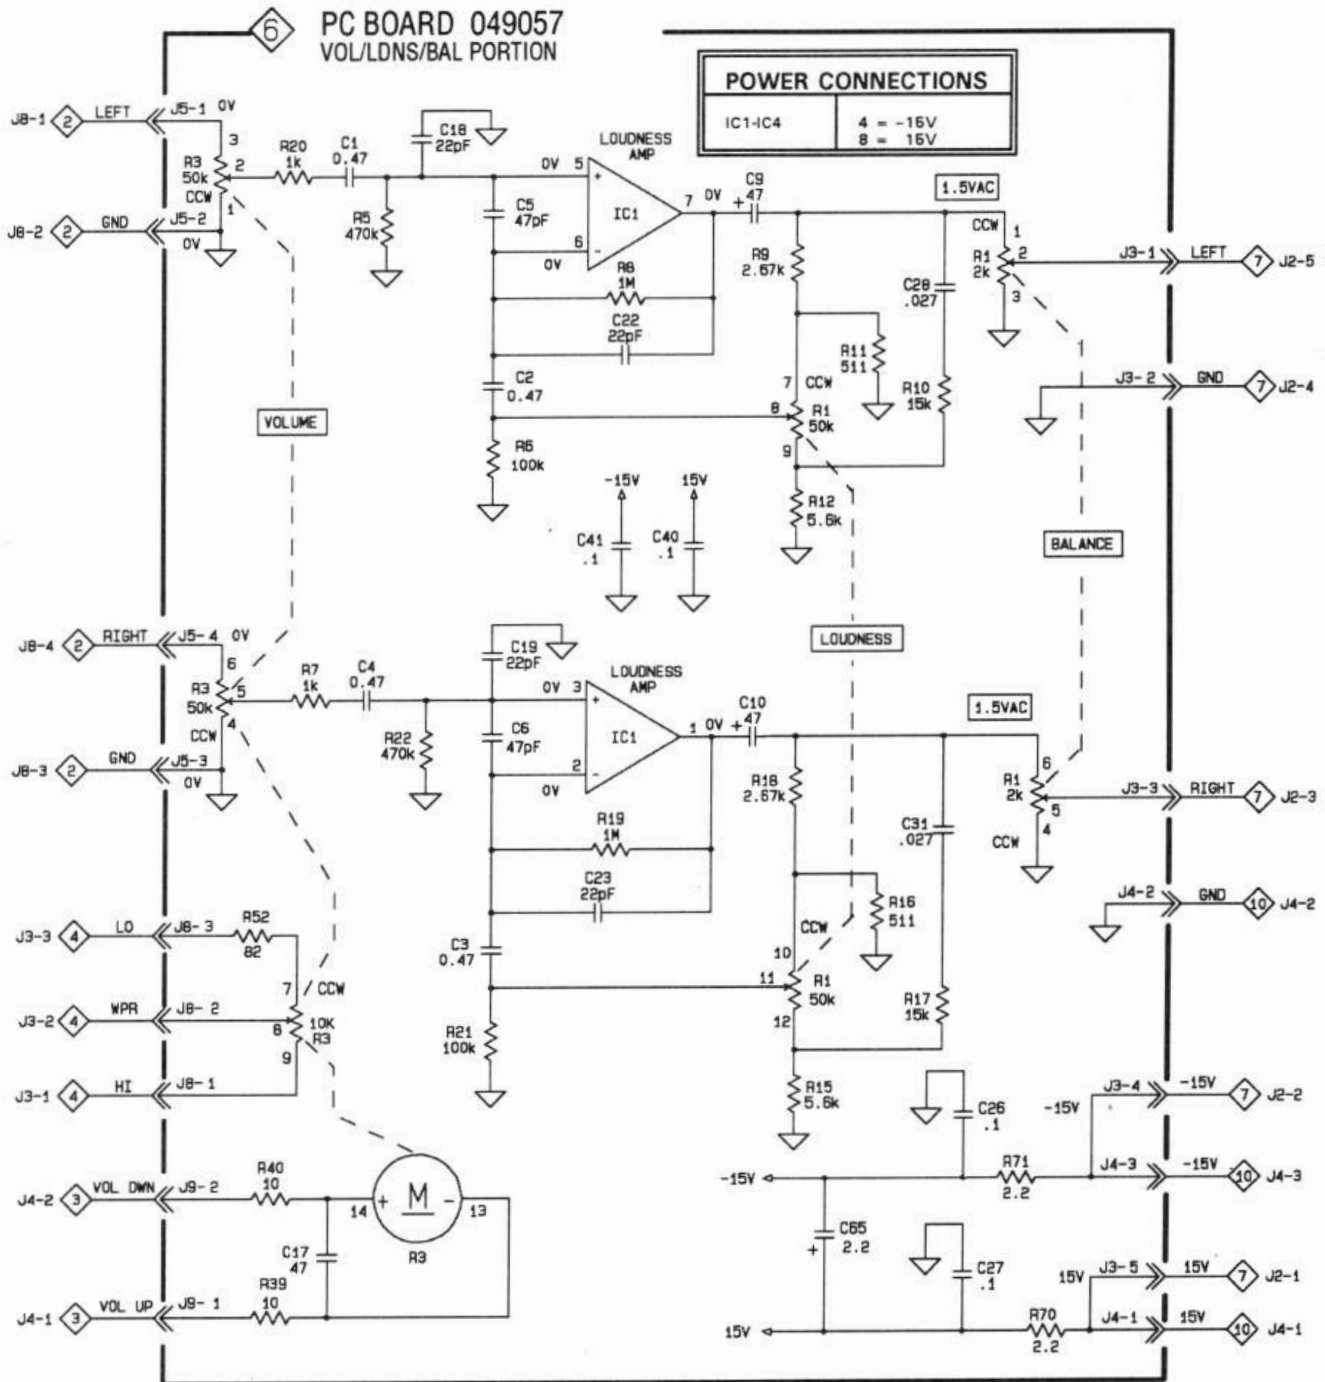 6 PC BOARD 049057
VOL/LDNS/BAL PORTION
POWER CONNECTIONS
IC1-IC4
4 = -15V
8 = 15V
J8-1 2 LEFT J5-1 0V
3
R3
50k
2
CCW
1
J8-2 2 GND J5-2
0V
R20
1k
C1
0.47
R5
470k
C18
22pF
LOUDNESS
AMP
0V 5
+
C5
47pF
IC1
7 0V
6
-
0V
R8
1M
C22
22pF
C2
0.47
R6
100k
C9
+ 47
1.5VAC
R9
2.67k
C28
.027
CCW
1
R1
2k
2
3
J3-1 LEFT 7 J2-5
R11
511
R10
15k
J3-2 GND 7 J2-4
7 CCW
8
R1
50k
9
R12
5.6k
VOLUME
-15V
15V
C41
.1
C40
.1
BALANCE
LOUDNESS
J8-4 2 RIGHT J5-4 0V
6
R3
50k
5
4
CCW
J8-3 2 GND J5-3
0V
R7
1k
C4
0.47
R22
470k
C19
22pF
LOUDNESS
AMP
0V 3
+
C6
47pF
IC1
1 0V
2
-
0V
R19
1M
C23
22pF
C3
0.47
R21
100k
C10
+ 47
1.5VAC
R18
2.67k
C31
.027
6
R1
2k
5
4
CCW
J3-3 RIGHT 7 J2-3
R16
511
R17
15k
J4-2 GND 10 J4-2
CCW
10
11
R1
50k
12
R15
5.6k
J3-3 4 LO J8-3
R52
82
7 CCW
J3-2 4 WPR J8-2
8
10K
R3
9
J3-1 4 HI J8-1
J4-2 3 VOL DWN J9-2
R40
10
14 + M - 13
R3
C17
47
R39
10
J4-1 3 VOL UP J9-1
C26
.1
J3-4 -15V 7 J2-2
-15V
-15V
R71
2.2
J4-3 -15V 10 J4-3
C65
+ 2.2
C27
.1
J3-5 15V 7 J2-1
15V
15V
R70
2.2
J4-1 15V 10 J4-1